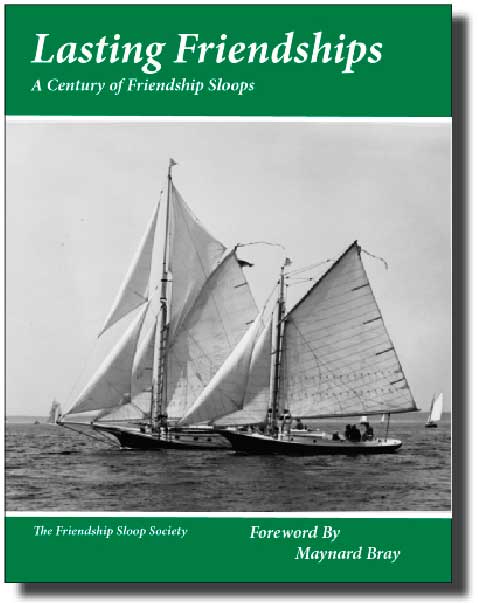 Lasting Friendships
A Century of Friendship Sloops
The Friendship Sloop Society
Foreword By
Maynard Bray